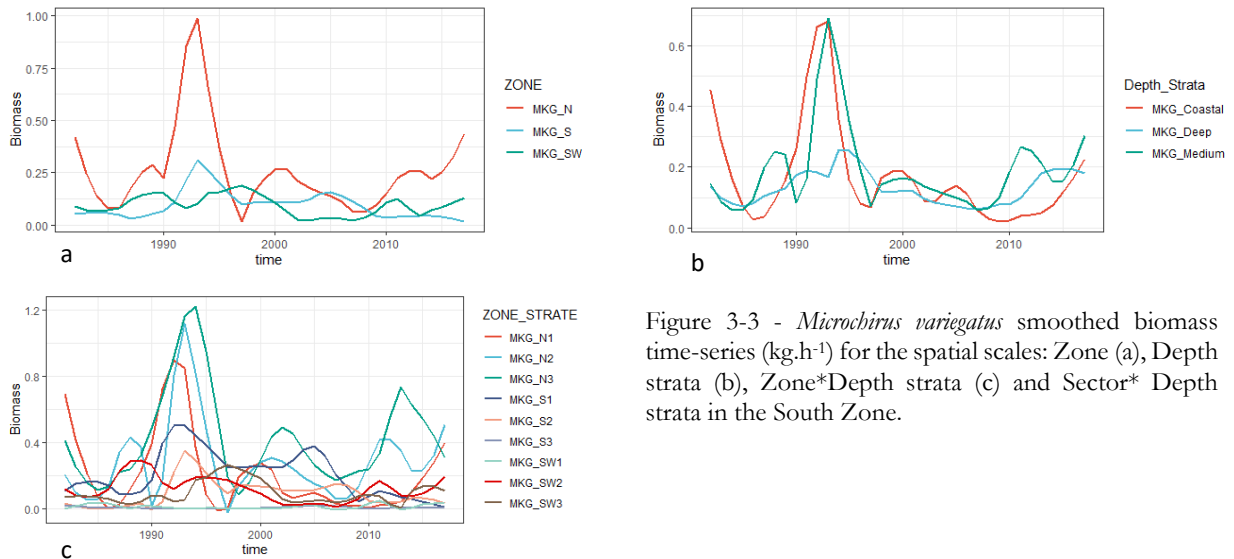 1.00
0.75
0.50
0.25
0.00
Biomass
1990
2000
2010
time
a
ZONE
MKG_N
MKG_S
MKG_SW
0.6
0.4
0.2
0.0
Biomass
1990
2000
2010
time
b
Depth_Strata
MKG_Coastal
MKG_Deep
MKG_Medium
1.2
0.8
0.4
0.0
Biomass
1990
2000
2010
time
c
ZONE_STRATE
MKG_N1
MKG_N2
MKG_N3
MKG_S1
MKG_S2
MKG_S3
MKG_SW1
MKG_SW2
MKG_SW3
Figure 3-3 - Microchirus variegatus smoothed biomass
time-series (kg.h⁻¹) for the spatial scales: Zone (a), Depth
strata (b), Zone*Depth strata (c) and Sector* Depth
strata in the South Zone.